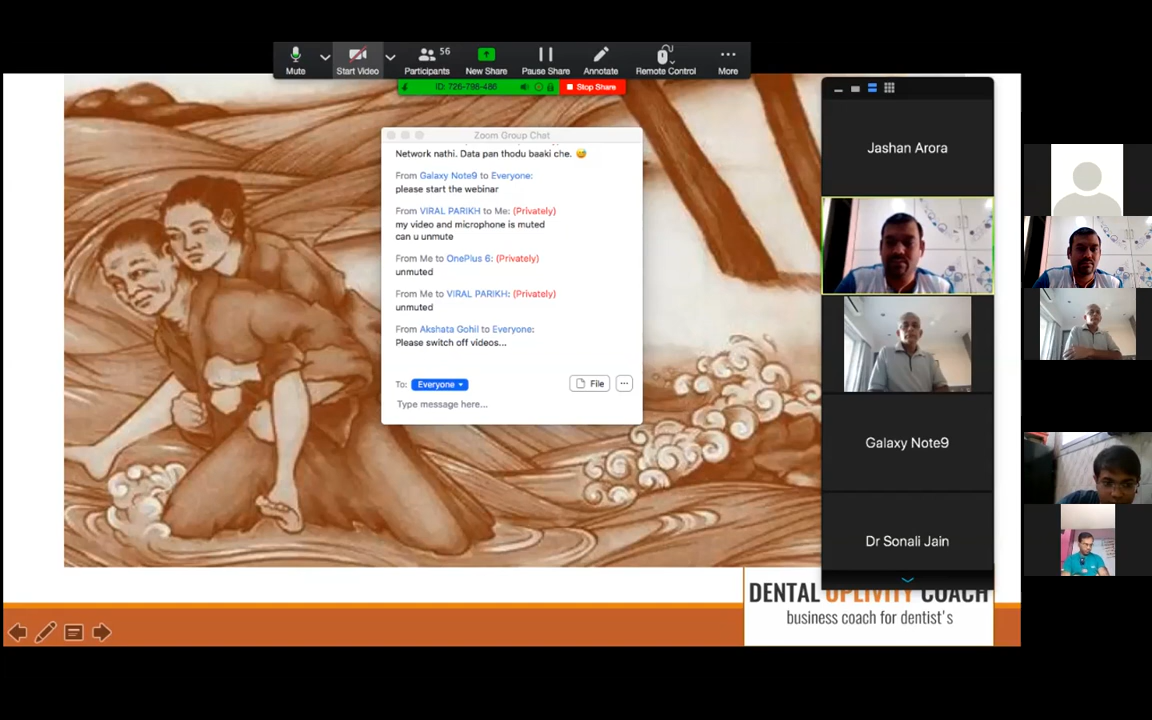 Mute
Start Video
56
Participants
New Share
Pause Share
Annotate
Remote Control
More
ID: 726-798-486
Stop Share
Zoom Group Chat
Network nathi. Data pan thodu baaki che. 😅
From Galaxy Note9 to Everyone:
please start the webinar
From VIRAL PARIKH to Me: (Privately)
my video and microphone is muted
can u unmute
From Me to OnePlus 6: (Privately)
unmuted
From Me to VIRAL PARIKH: (Privately)
unmuted
From Akshata Gohil to Everyone:
Please switch off videos...
To: Everyone
File
Type message here...
Jashan Arora
Galaxy Note9
Dr Sonali Jain
DENTAL UPLIVITY COACH
business coach for dentist's